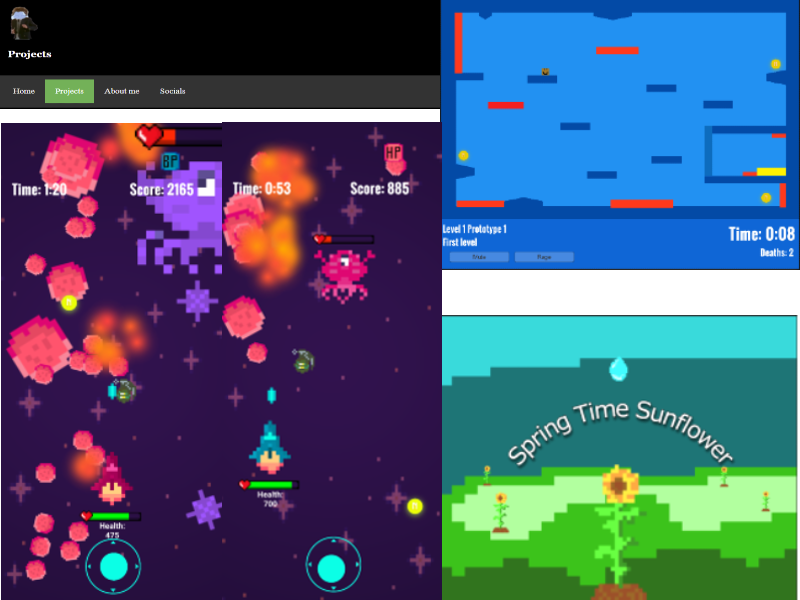 Projects
Home Projects About me Socials
BP
Time: 1:20
Score: 2165
Health:
475
HP
Time: 0:53
Score: 885
Health:
700
Level 1 Prototype 1
First level
Time: 0:08
Deaths: 2
Mute
Spring Time Sunflower